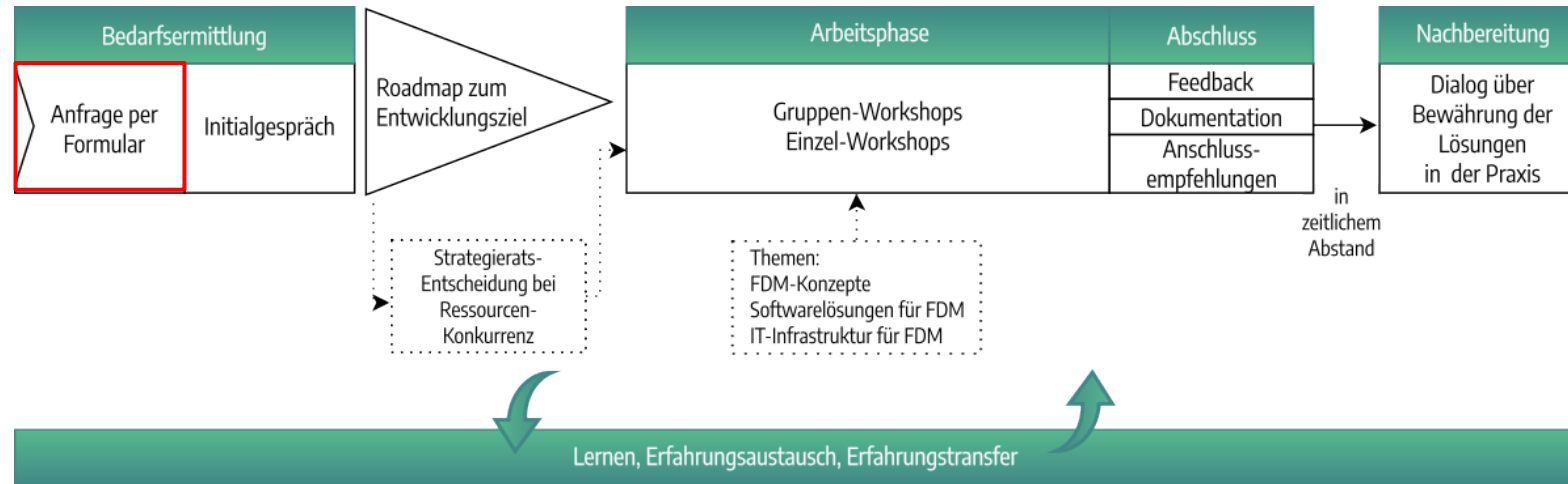 Bedarfsermittlung
Anfrage per
Formular
Initialgespräch
Roadmap zum
Entwicklungsziel
Arbeitsphase
Gruppen-Workshops
Einzel-Workshops
Abschluss
Feedback
Dokumentation
Anschluss-
empfehlungen
in
zeitlichem
Abstand
Nachbereitung
Dialog über
Bewährung der
Lösungen
in der Praxis
Strategierats-
Entscheidung bei
Ressourcen-
Konkurrenz
Themen:
FDM-Konzepte
Softwarelösungen für FDM
IT-Infrastruktur für FDM
Lernen, Erfahrungsaustausch, Erfahrungstransfer